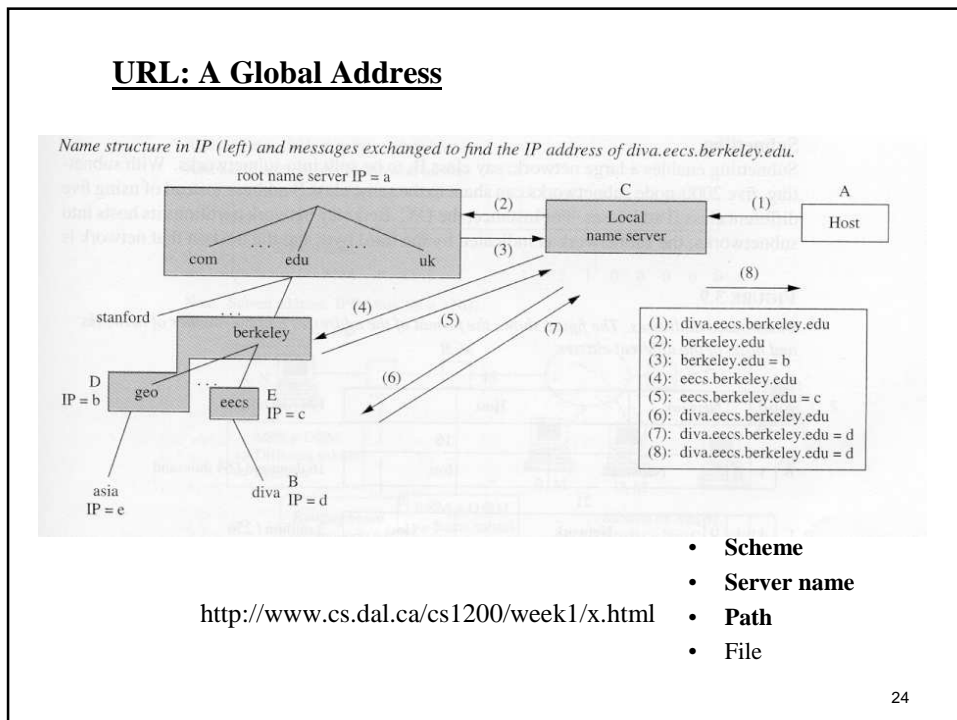 URL: A Global Address
Name structure in IP (left) and messages exchanged to find the IP address of diva.eecs.berkeley.edu.
root name server IP = a
com
. . . .
edu
. . .
uk
C
Local
name server
A
Host
(1)
(2)
(3)
(4)
(5)
(6)
(7)
(8)
stanford
. . .
berkeley
D
IP = b
geo
. . .
eecs
E
IP = c
asia
IP = e
diva
B
IP = d
(1): diva.eecs.berkeley.edu
(2): berkeley.edu
(3): berkeley = b
(4): eecs.berkeley.edu
(5): eecs.berkeley.edu = c
(6): diva.eecs.berkeley.edu
(7): diva.eecs.berkeley.edu = d
(8): diva.eecs.berkeley.edu = d
http://www.cs.dal.ca/cs1200/week1/x.html
• Scheme
• Server name
• Path
• File
24